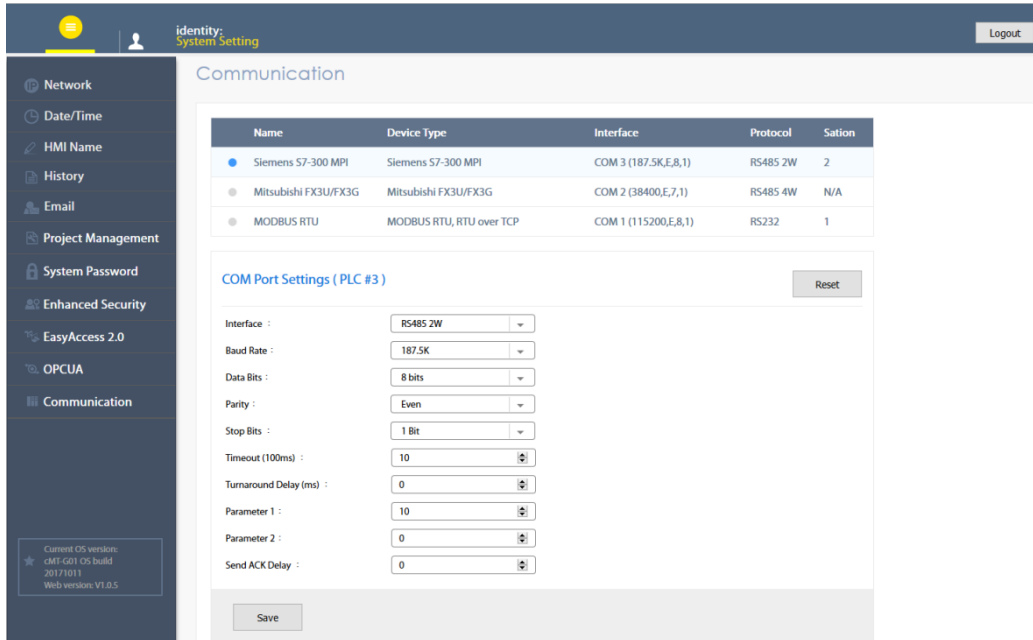 identity:
System Setting
Logout
Network
Date/Time
HMI Name
History
Email
Project Management
System Password
Enhanced Security
EasyAccess 2.0
OPCUA
Communication
Current OS version:
cMT-G01 OS build
20171011
Web version: V1.0.5
Communication
Name Device Type Interface Protocol Sation
Siemens S7-300 MPI Siemens S7-300 MPI COM 3 (187.5K,E,8,1) RS485 2W 2
Mitsubishi FX3U/FX3G Mitsubishi FX3U/FX3G COM 2 (38400,E,7,1) RS485 4W N/A
MODBUS RTU MODBUS RTU, RTU over TCP COM 1 (115200,E,8,1) RS232 1
COM Port Settings ( PLC #3 ) Reset
Interface : RS485 2W
Baud Rate : 187.5K
Data Bits : 8 bits
Parity : Even
Stop Bits : 1 Bit
Timeout (100ms) : 10
Turnaround Delay (ms) : 0
Parameter 1 : 10
Parameter 2 : 0
Send ACK Delay : 0
Save